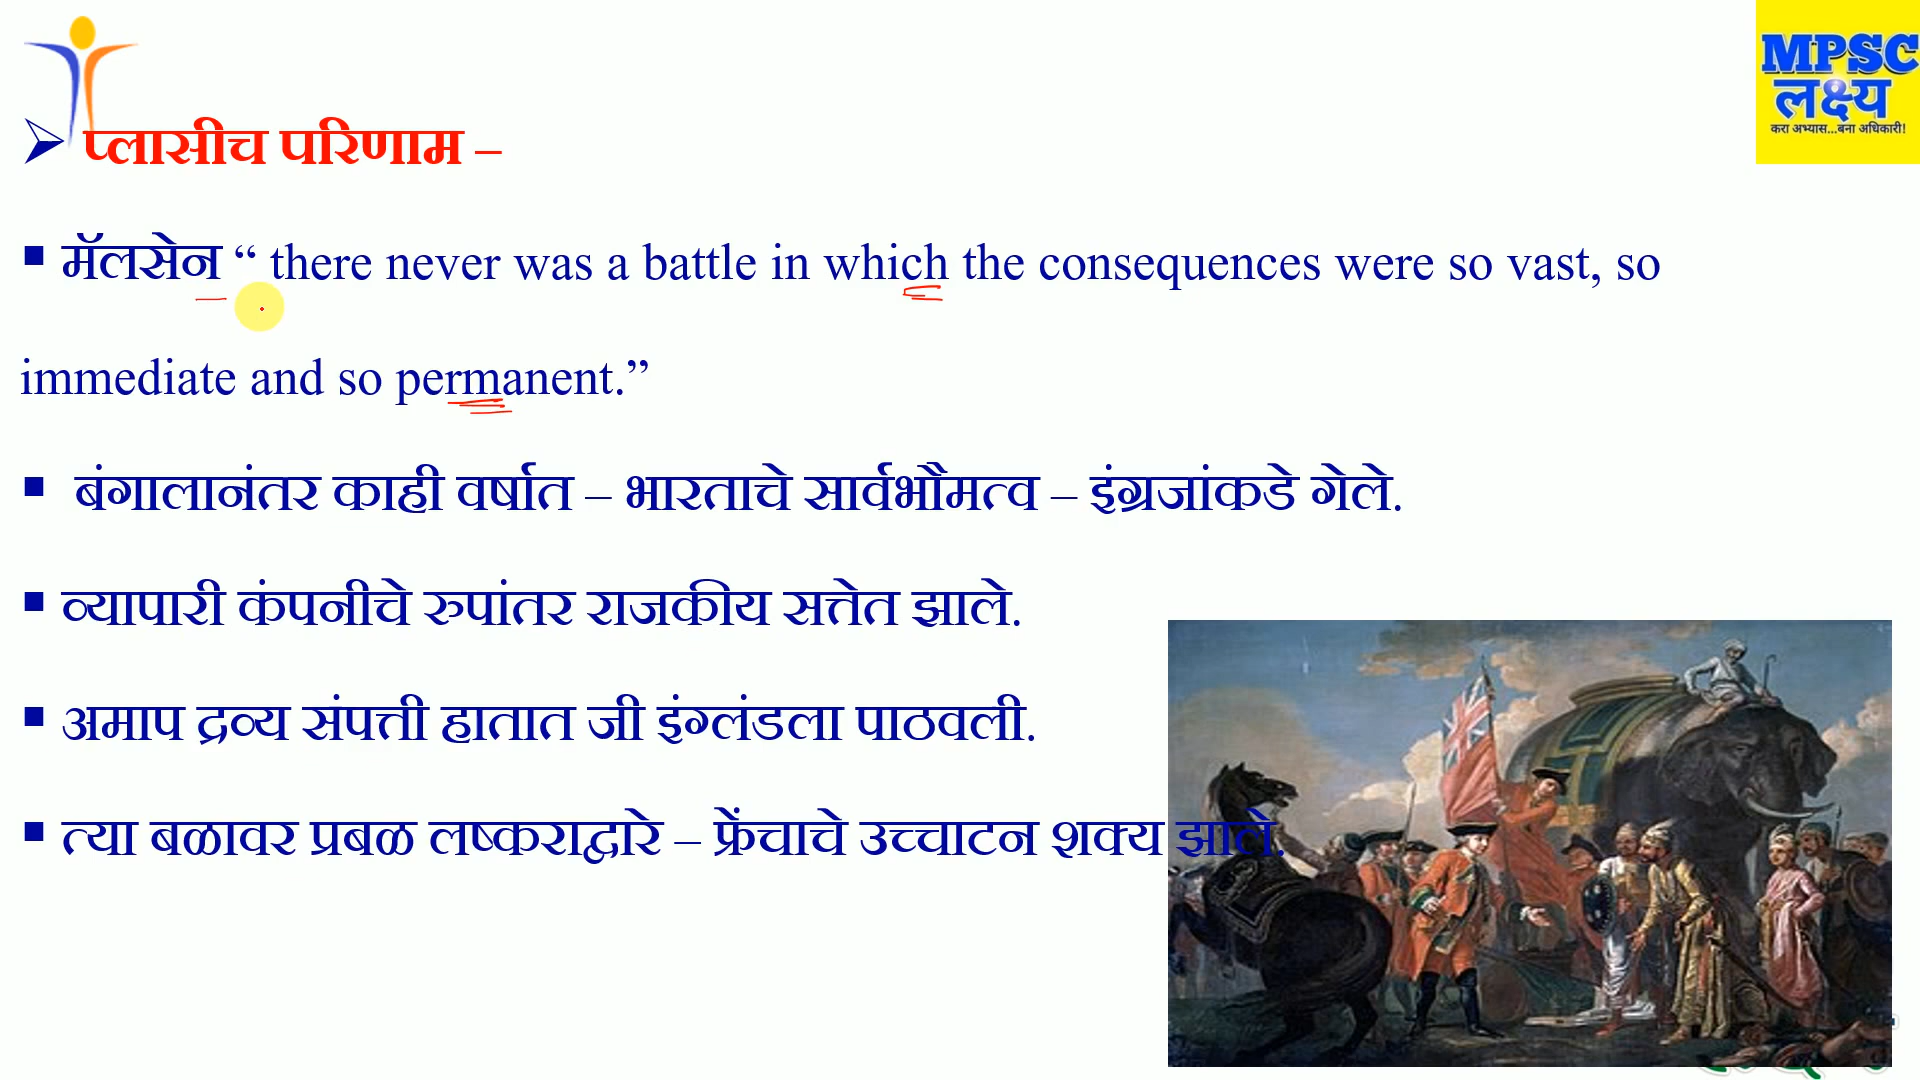 MPSC
लक्ष्य
करा अभ्यास...बना अधिकारी!
प्लासीच परिणाम –
मॅलसेन “ there never was a battle in which the consequences were so vast, so
immediate and so permanent.”
बंगालानंतर काही वर्षात – भारताचे सार्वभौमत्व – इंग्रजांकडे गेले.
व्यापारी कंपनीचे रुपांतर राजकीय सत्तेत झाले.
अमाप द्रव्य संपत्ती हातात जी इंग्लंडला पाठवली.
त्या बळावर प्रबळ लष्कराद्वारे – फ्रेंचाचे उच्चाटन शक्य झाले.